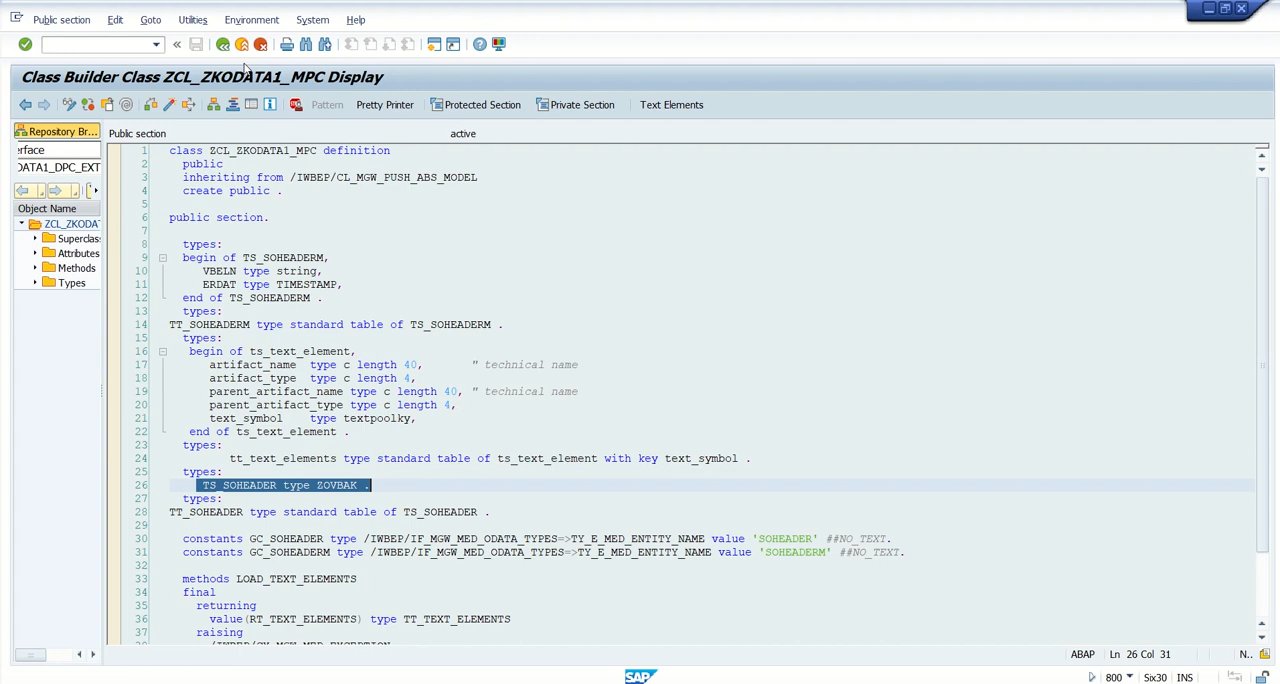 Public section Edit Goto Utilities Environment System Help
Class Builder Class ZCL_ZKODATA1_MPC Display
Pattern Pretty Printer Protected Section Private Section Text Elements
Repository Br...
erface
DATA1_DPC_EXT
Object Name
ZCL_ZKODA
Superclass
Attributes
Methods
Types
Public section active
1 class ZCL_ZKODATA1_MPC definition
2 public
3 inheriting from /IWBEP/CL_MGW_PUSH_ABS_MODEL
4 create public .
5
6 public section.
7
8 types:
9 begin of TS_SOHEADERM,
10 VBELN type string,
11 ERDAT type TIMESTAMP,
12 end of TS_SOHEADERM .
13 types:
14 TT_SOHEADERM type standard table of TS_SOHEADERM .
15 types:
16 begin of ts_text_element,
17 artifact_name type c length 40, " technical name
18 artifact_type type c length 4,
19 parent_artifact_name type c length 40, " technical name
20 parent_artifact_type type c length 4,
21 text_symbol type textpoolky,
22 end of ts_text_element .
23 types:
24 tt_text_elements type standard table of ts_text_element with key text_symbol .
25 types:
26 TS_SOHEADER type ZOVBAK .
27 types:
28 TT_SOHEADER type standard table of TS_SOHEADER .
29
30 constants GC_SOHEADER type /IWBEP/IF_MGW_MED_ODATA_TYPES=>TY_E_MED_ENTITY_NAME value 'SOHEADER' ##NO_TEXT.
31 constants GC_SOHEADERM type /IWBEP/IF_MGW_MED_ODATA_TYPES=>TY_E_MED_ENTITY_NAME value 'SOHEADERM' ##NO_TEXT.
32
33 methods LOAD_TEXT_ELEMENTS
34 final
35 returning
36 value(RT_TEXT_ELEMENTS) type TT_TEXT_ELEMENTS
37 raising
ABAP Ln 26 Col 31 N..
SAP 800 Six30 INS